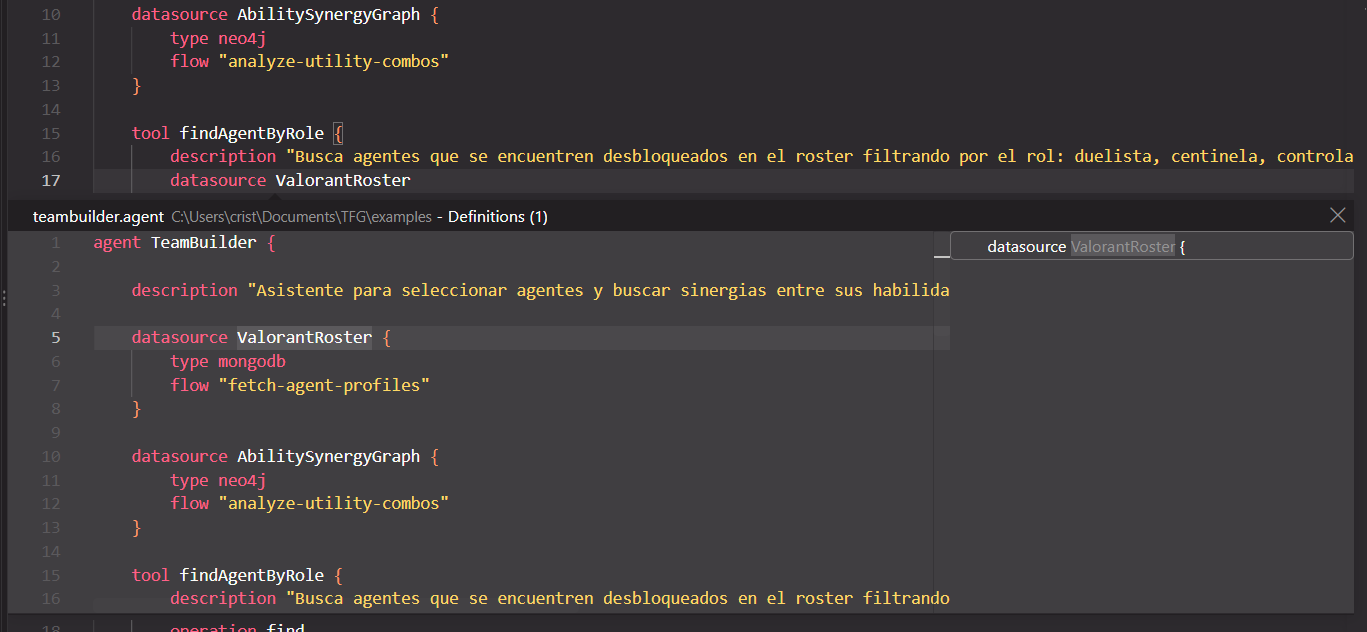 10 datasource AbilitySynergyGraph {
11 type neo4j
12 flow "analyze-utility-combos"
13 }
14
15 tool findAgentByRole {
16 description "Busca agentes que se encuentren desbloqueados en el roster filtrando por el rol: duelista, centinela, controla
17 datasource ValorantRoster
teambuilder.agent C:\Users\crist\Documents\TFG\examples - Definitions (1)
1 agent TeamBuilder {
2
3 description "Asistente para seleccionar agentes y buscar sinergias entre sus habilida
4
5 datasource ValorantRoster {
6 type mongodb
7 flow "fetch-agent-profiles"
8 }
9
10 datasource AbilitySynergyGraph {
11 type neo4j
12 flow "analyze-utility-combos"
13 }
14
15 tool findAgentByRole {
16 description "Busca agentes que se encuentren desbloqueados en el roster filtrando
datasource ValorantRoster {
18 operation find